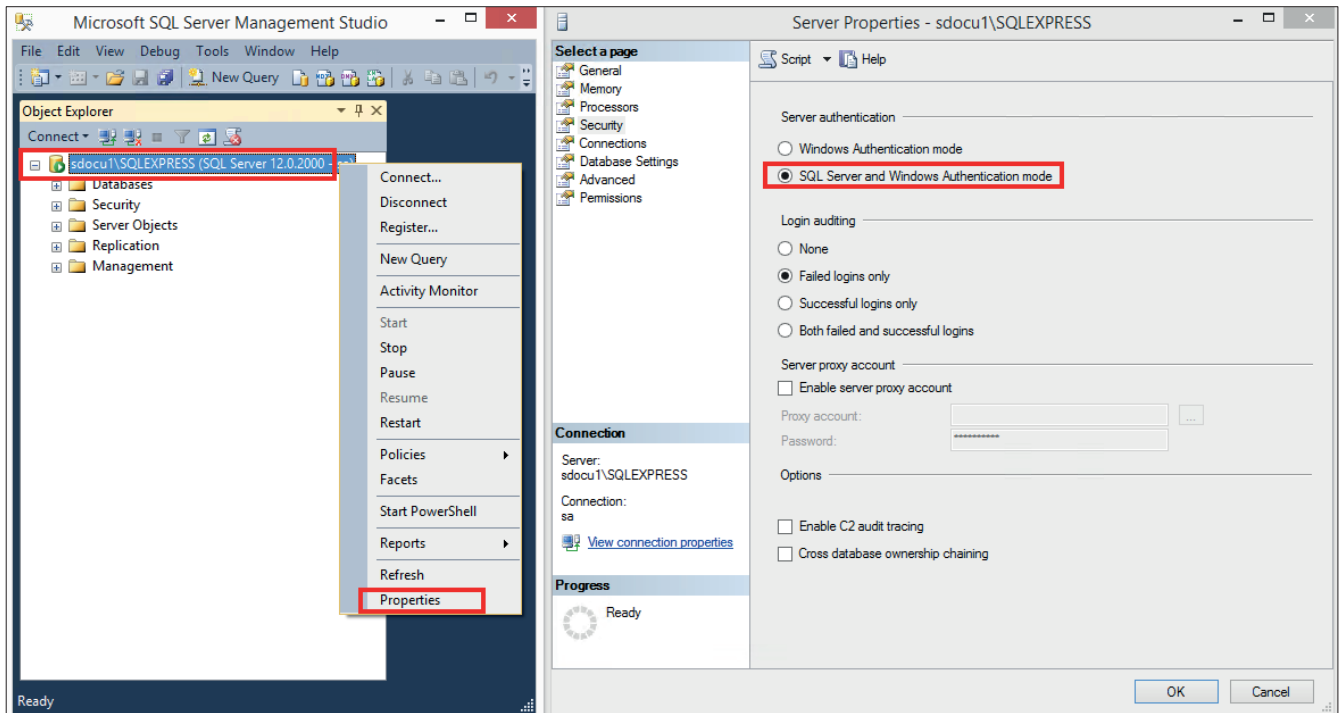 Microsoft SQL Server Management Studio
File Edit View Debug Tools Window Help
New Query
Object Explorer
Connect
sdocu1\SQLEXPRESS (SQL Server 12.0.2000 -
Databases
Security
Server Objects
Replication
Management
Connect...
Disconnect
Register...
New Query
Activity Monitor
Start
Stop
Pause
Resume
Restart
Policies
Facets
Start PowerShell
Reports
Refresh
Properties
Ready
Server Properties - sdocu1\SQLEXPRESS
Select a page
General
Memory
Processors
Security
Connections
Database Settings
Advanced
Permissions
Connection
Server:
sdocu1\SQLEXPRESS
Connection:
sa
View connection properties
Progress
Ready
Script Help
Server authentication
Windows Authentication mode
SQL Server and Windows Authentication mode
Login auditing
None
Failed logins only
Successful logins only
Both failed and successful logins
Server proxy account
Enable server proxy account
Proxy account:
...
Password:
**********
Options
Enable C2 audit tracing
Cross database ownership chaining
OK Cancel